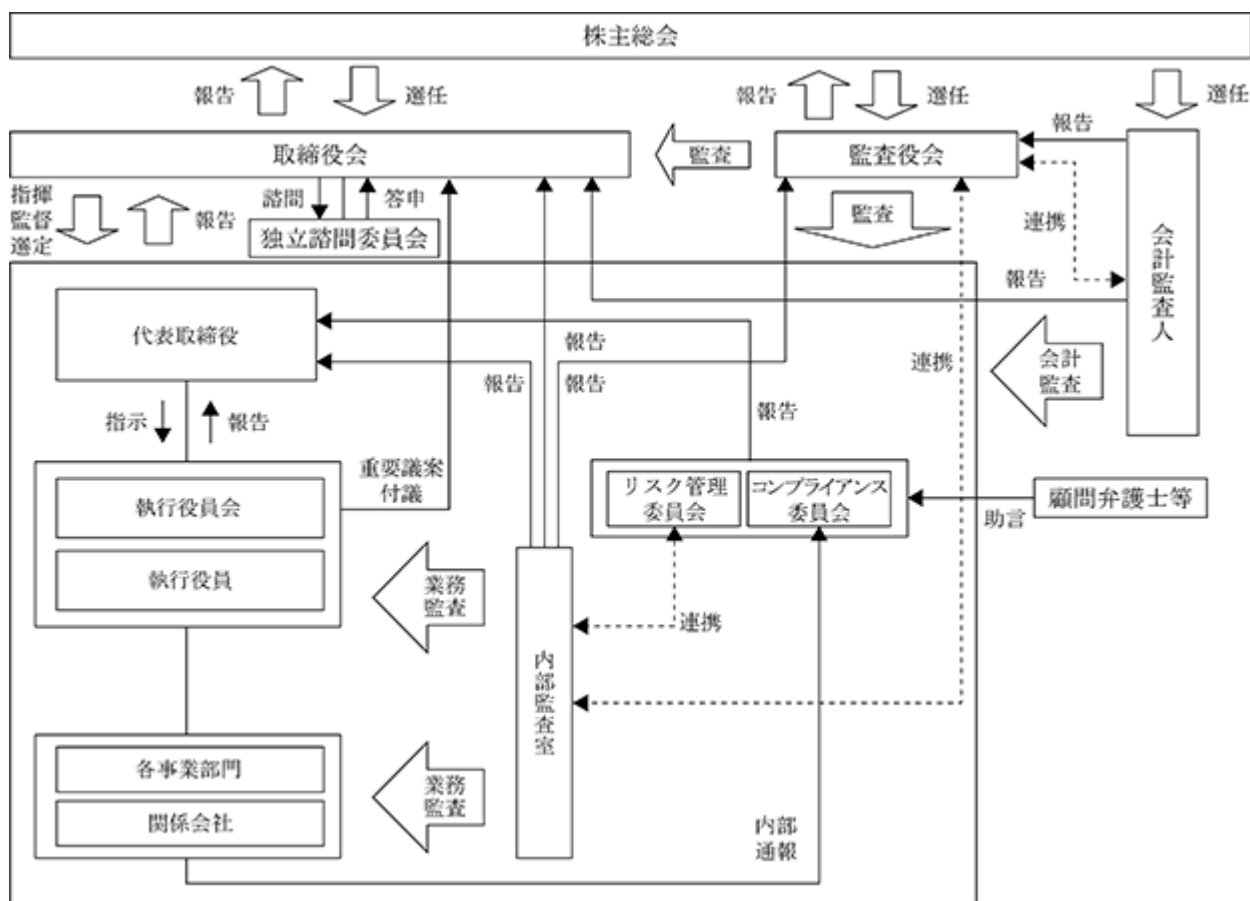 株主総会
報告
選任
報告
選任
選任
取締役会
監査
監査役会
報告
指揮
監督
選定
報告
諮問
答申
独立諮問委員会
監査
連携
会計監査人
報告
代表取締役
報告
報告
報告
連携
会計
監査
指示
報告
報告
重要議案
付議
執行役員会
執行役員
リスク管理
委員会
コンプライアンス
委員会
助言
顧問弁護士等
業務
監査
連携
内部監査室
各事業部門
関係会社
業務
監査
内部
通報